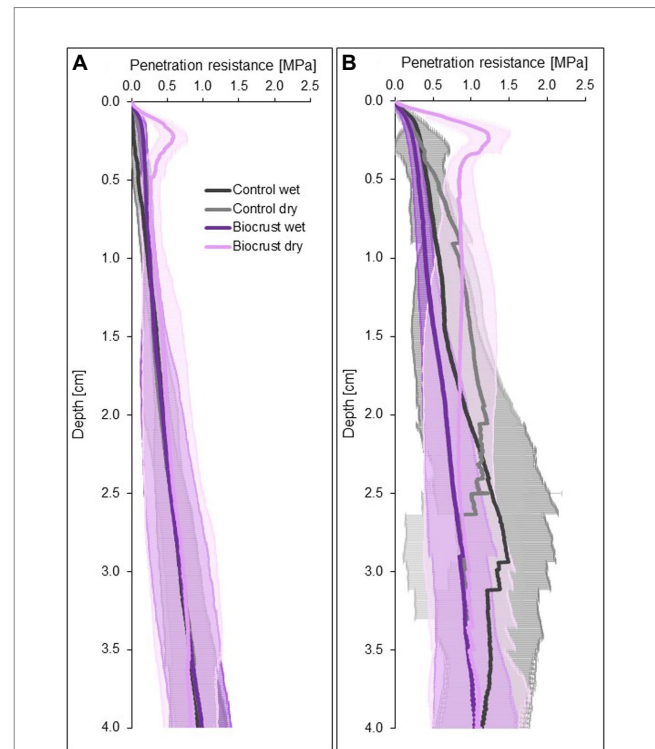 A
Penetration resistance [MPa]
0.0 0.5 1.0 1.5 2.0 2.5
0.0
0.5
1.0
1.5
2.0
2.5
3.0
3.5
4.0
Depth [cm]
Control wet
Control dry
Biocrust wet
Biocrust dry
B
Penetration resistance [MPa]
0.0 0.5 1.0 1.5 2.0 2.5
0.0
0.5
1.0
1.5
2.0
2.5
3.0
3.5
4.0
Depth [cm]